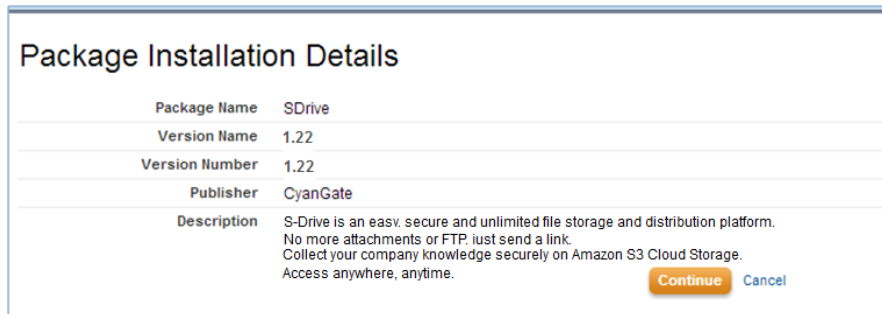 Package Installation Details
Package Name SDrive
Version Name 1.22
Version Number 1.22
Publisher CyanGate
Description S-Drive is an easy, secure and unlimited file storage and distribution platform.
No more attachments or FTP, just send a link.
Collect your company knowledge securely on Amazon S3 Cloud Storage.
Access anywhere, anytime.
Continue Cancel